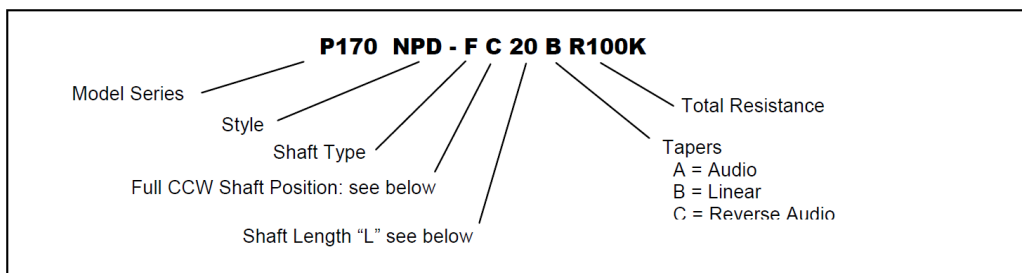 P170 NPD - F C 20 B R100K
Model Series
Total Resistance
Style
Shaft Type
Tapers
A = Audio
Full CCW Shaft Position: see below
B = Linear
C = Reverse Audio
Shaft Length "L" see below